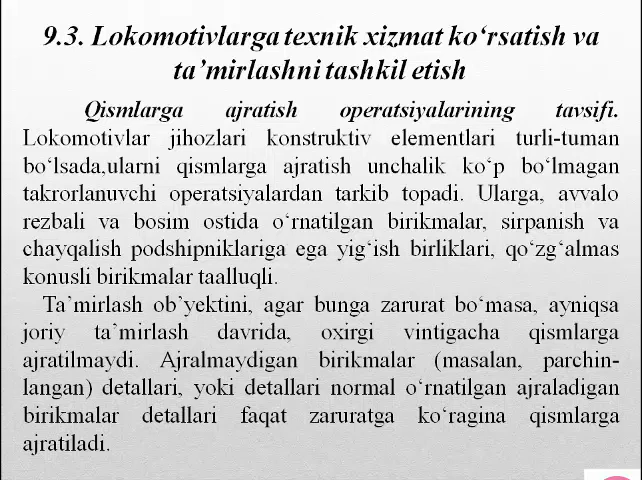 9.3. Lokomotivlarga texnik xizmat ko‘rsatish va
ta’mirlashni tashkil etish
Qismlarga ajratish operatsiyalarining tavsifi.
Lokomotivlar jihozlari konstruktiv elementlari turli-tuman
bo‘lsada,ularni qismlarga ajratish unchalik ko‘p bo‘lmagan
takrorlanuvchi operatsiyalardan tarkib topadi. Ularga, avvalo
rezbali va bosim ostida o‘rnatilgan birikmalar, sirpanish va
chayqalish podshipniklariga ega yig‘ish birliklari, qo‘zg‘almas
konusli birikmalar taalluqli.
Ta’mirlash ob’yektini, agar bunga zarurat bo‘masa, ayniqsa
joriy ta’mirlash davrida, oxirgi vintigacha qismlarga
ajratilmaydi. Ajralmaydigan birikmalar (masalan, parchin-
langan) detallari, yoki detallari normal o‘rnatilgan ajraladigan
birikmalar detallari faqat zaruratga ko‘ragina qismlarga
ajratiladi.